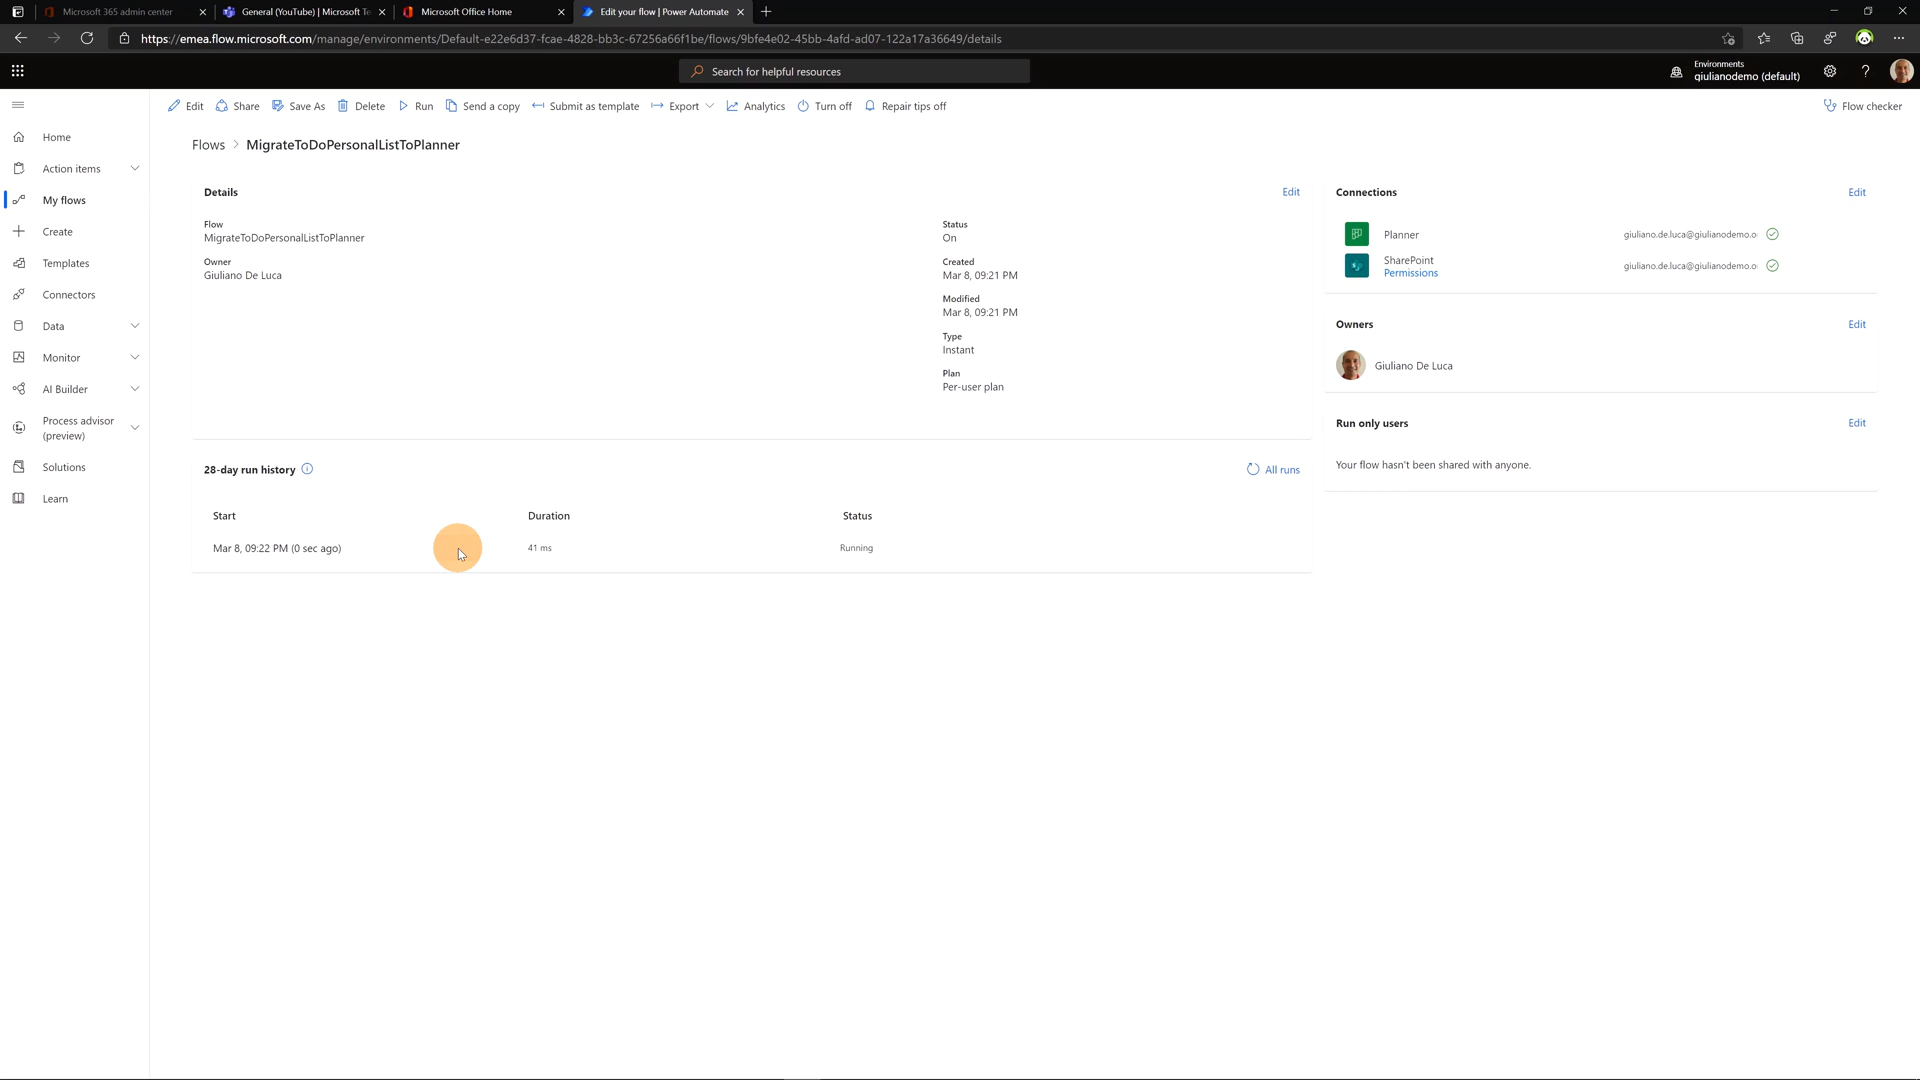 Microsoft 365 admin center
General (YouTube) | Microsoft Te
Microsoft Office Home
Edit your flow | Power Automate
https://emea.flow.microsoft.com/manage/environments/Default-e22e6d37-fcae-4828-bb3c-67256a66f1be/flows/9bfe4e02-45bb-4afd-ad07-122a17a36649/details
Search for helpful resources
Environments
giulianodemo (default)
Edit Share Save As Delete Run Send a copy Submit as template Export Analytics Turn off Repair tips off Flow checker
Home
Action items
My flows
Create
Templates
Connectors
Data
Monitor
AI Builder
Process advisor
(preview)
Solutions
Learn
Flows > MigrateToDoPersonalListToPlanner
Details Edit
Flow
MigrateToDoPersonalListToPlanner
Owner
Giuliano De Luca
Status
On
Created
Mar 8, 09:21 PM
Modified
Mar 8, 09:21 PM
Type
Instant
Plan
Per-user plan
28-day run history All runs
Start Duration Status
Mar 8, 09:22 PM (0 sec ago) 41 ms Running
Connections Edit
Planner giuliano.de.luca@giulianodemo.o
SharePoint giuliano.de.luca@giulianodemo.o
Permissions
Owners Edit
Giuliano De Luca
Run only users Edit
Your flow hasn't been shared with anyone.